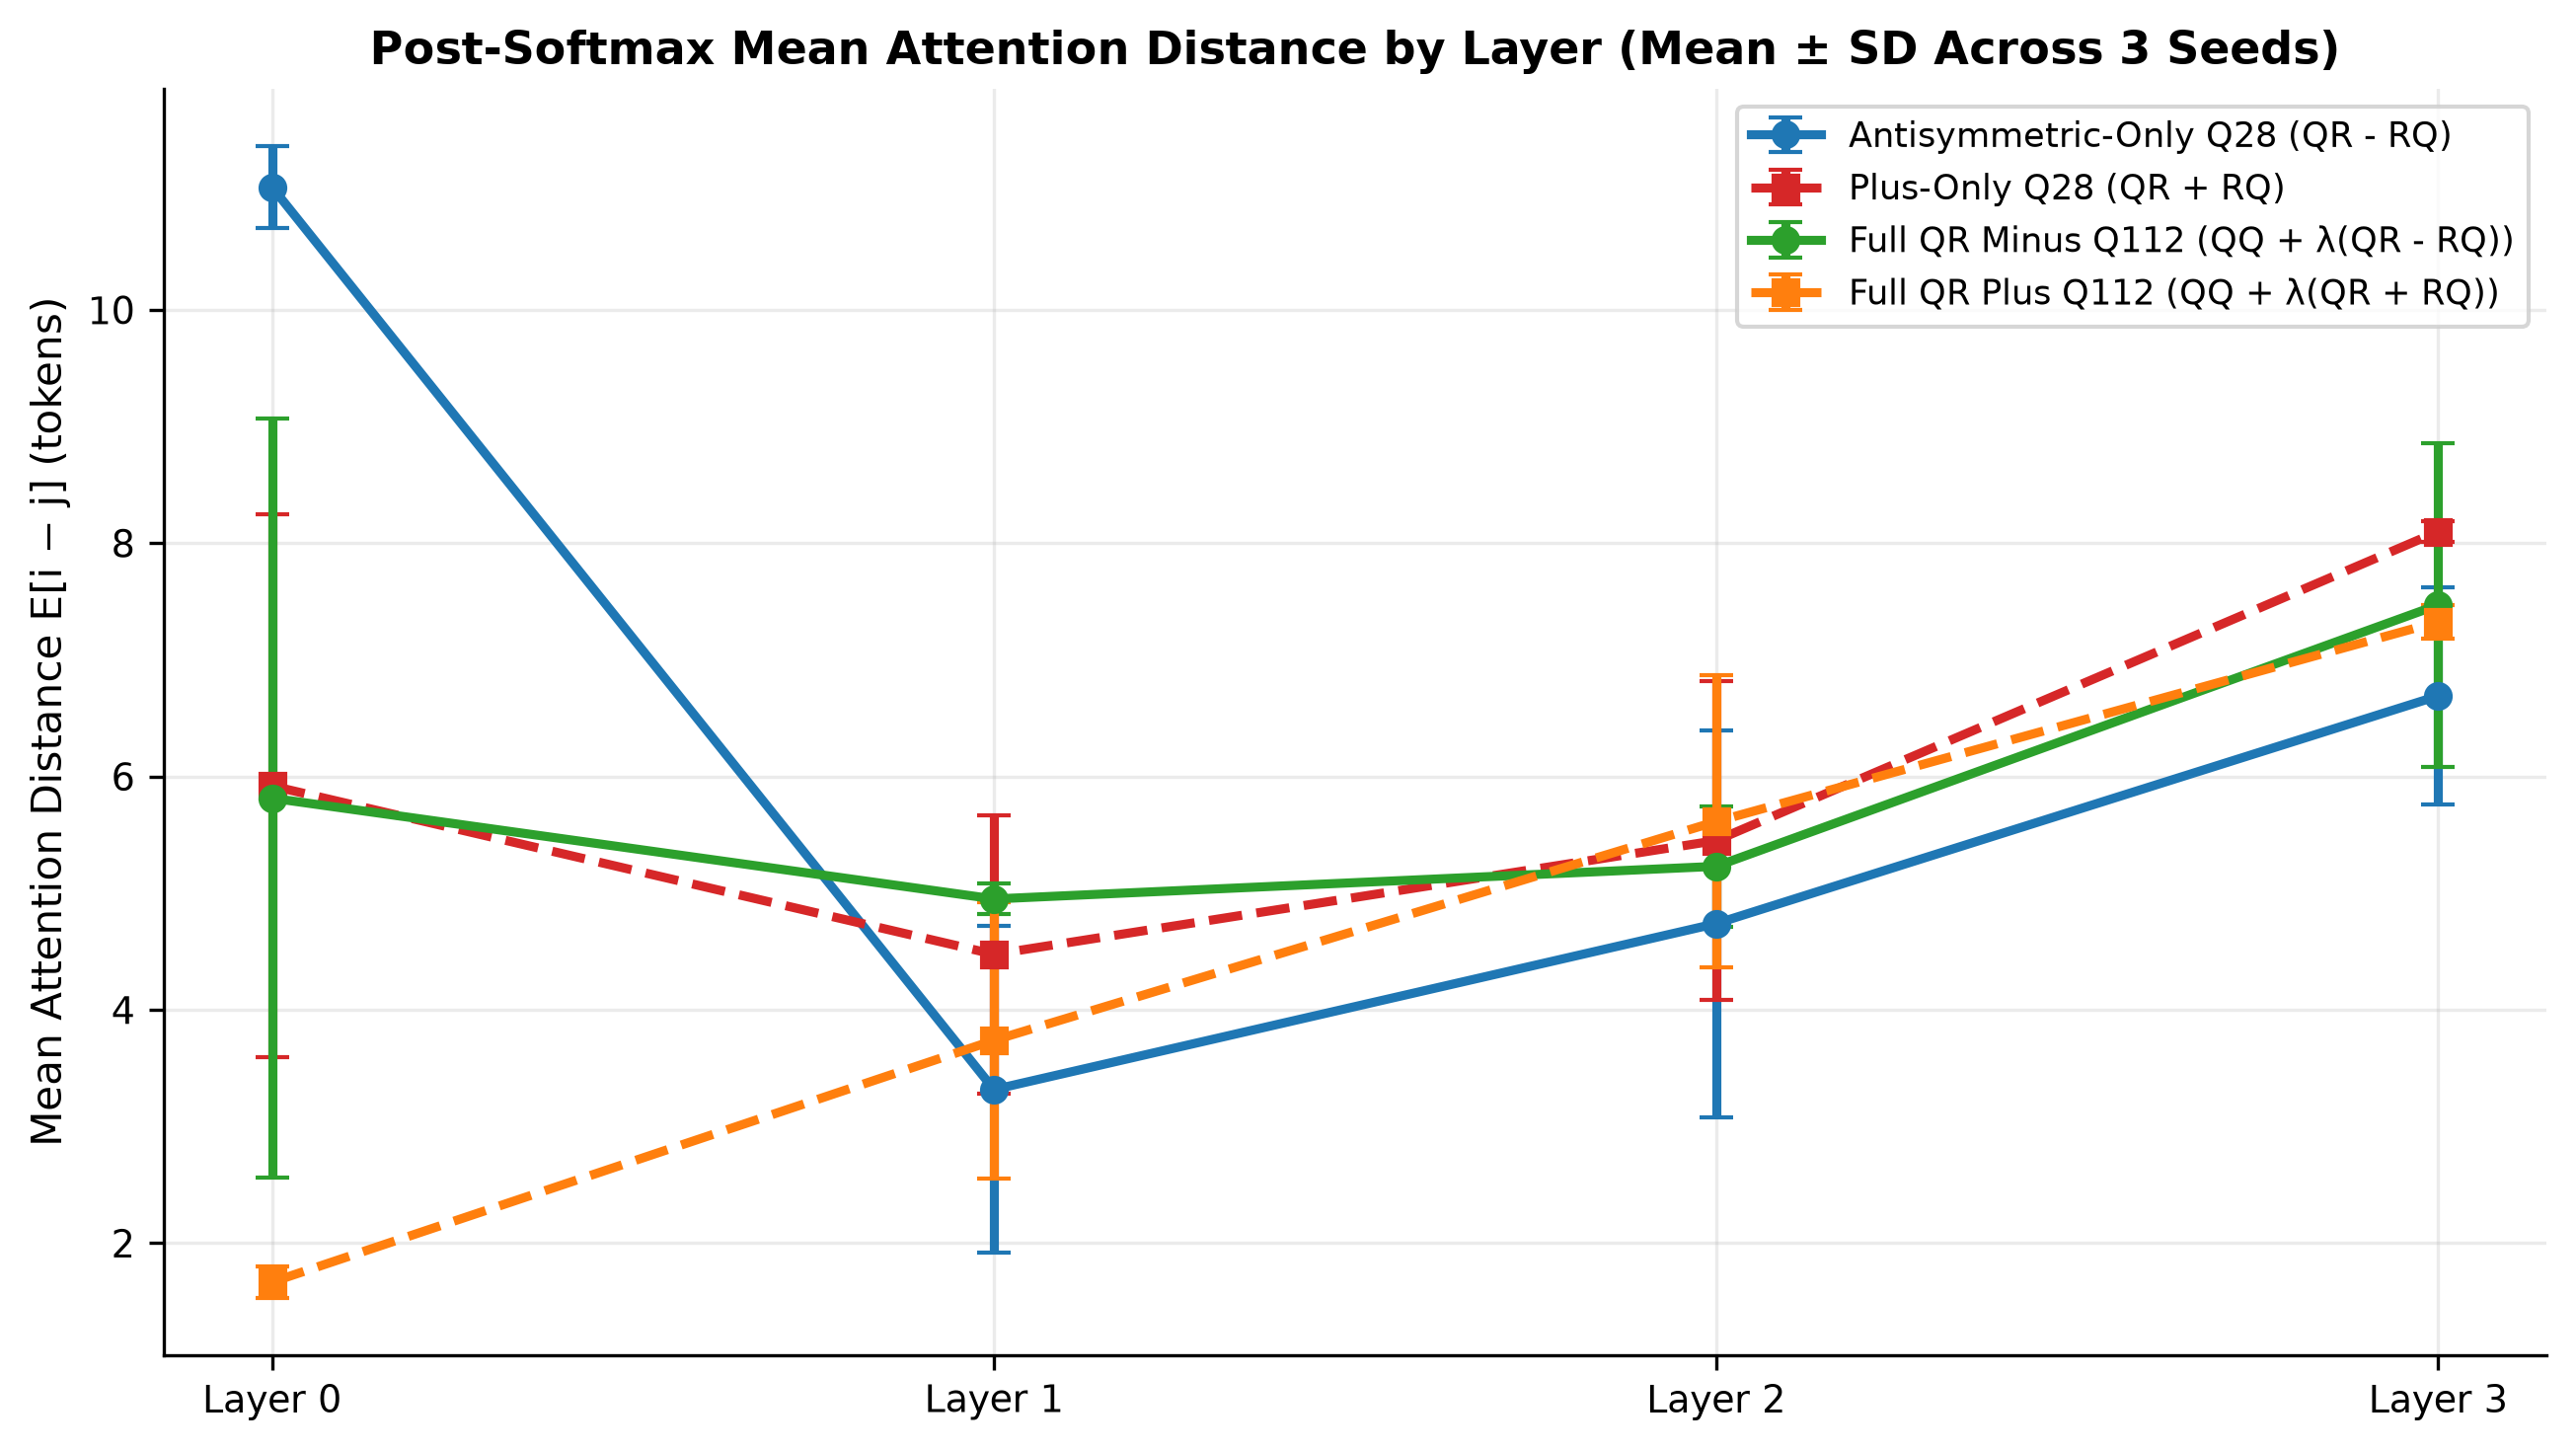 Post-Softmax Mean Attention Distance by Layer (Mean ± SD Across 3 Seeds)
Antisymmetric-Only Q28 (QR - RQ)
Plus-Only Q28 (QR + RQ)
Full QR Minus Q112 (QQ + λ(QR - RQ))
Full QR Plus Q112 (QQ + λ(QR + RQ))
Mean Attention Distance E[i − j] (tokens)
10
8
6
4
2
Layer 0
Layer 1
Layer 2
Layer 3